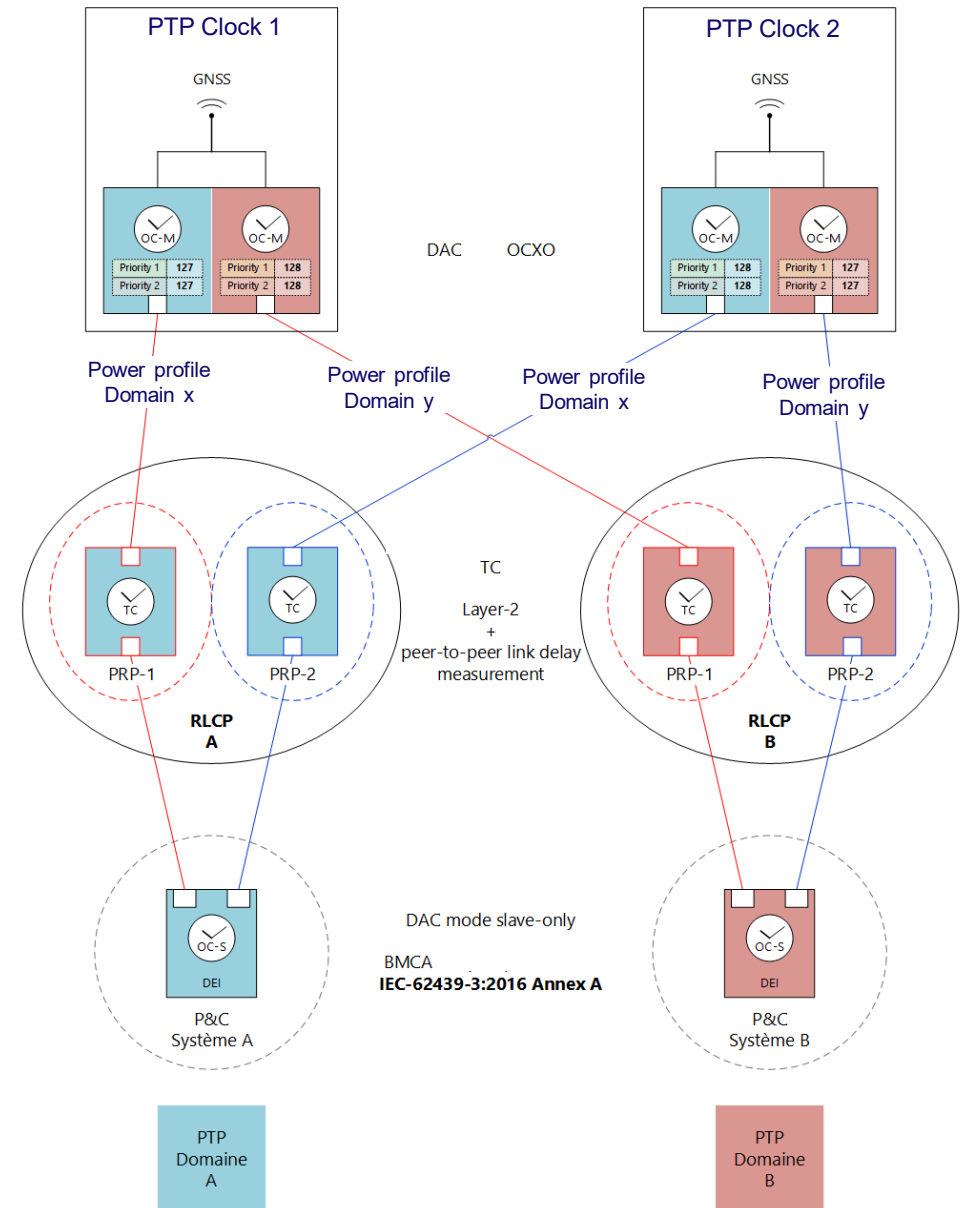 PTP Clock 1
PTP Clock 2
GNSS
GNSS
OC-M
OC-M
Priority 1 127
Priority 2 127
Priority 1 128
Priority 2 128
DAC OCXO
OC-M
OC-M
Priority 1 128
Priority 2 128
Priority 1 127
Priority 2 127
Power profile
Domain x
Power profile
Domain y
Power profile
Domain x
Power profile
Domain y
TC
PRP-1
TC
PRP-2
RLCP
A
TC
Layer-2
+
peer-to-peer link delay
measurement
TC
PRP-1
TC
PRP-2
RLCP
B
OC-S
DEI
P&C
Système A
DAC mode slave-only
BMCA
IEC-62439-3:2016 Annex A
OC-S
DEI
P&C
Système B
PTP
Domaine
A
PTP
Domaine
B